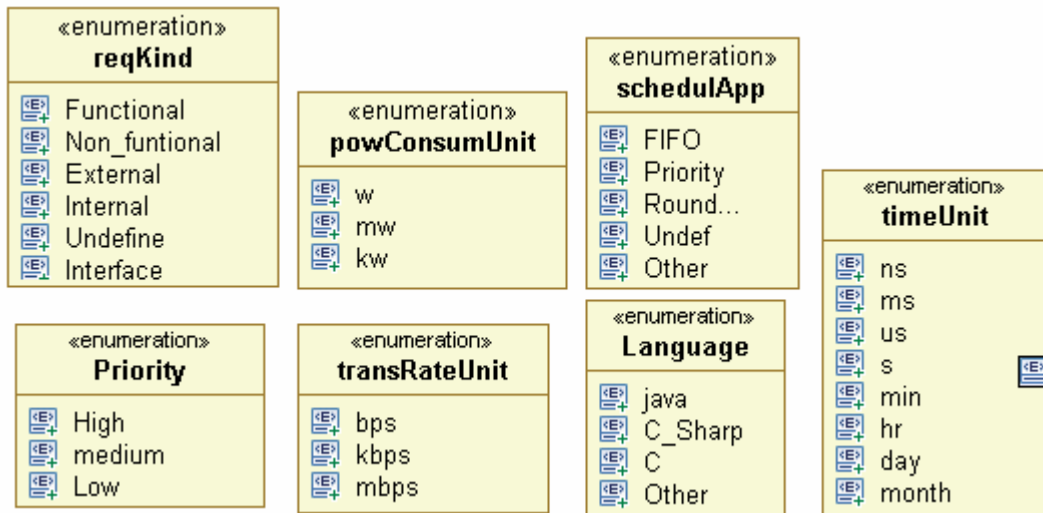 «enumeration»
reqKind
Functional
Non_funtional
External
Internal
Undefine
Interface
«enumeration»
powConsumUnit
w
mw
kw
«enumeration»
schedulApp
FIFO
Priority
Round...
Undef
Other
«enumeration»
timeUnit
ns
ms
us
s
min
hr
day
month
«enumeration»
Priority
High
medium
Low
«enumeration»
transRateUnit
bps
kbps
mbps
«enumeration»
Language
java
C_Sharp
C
Other